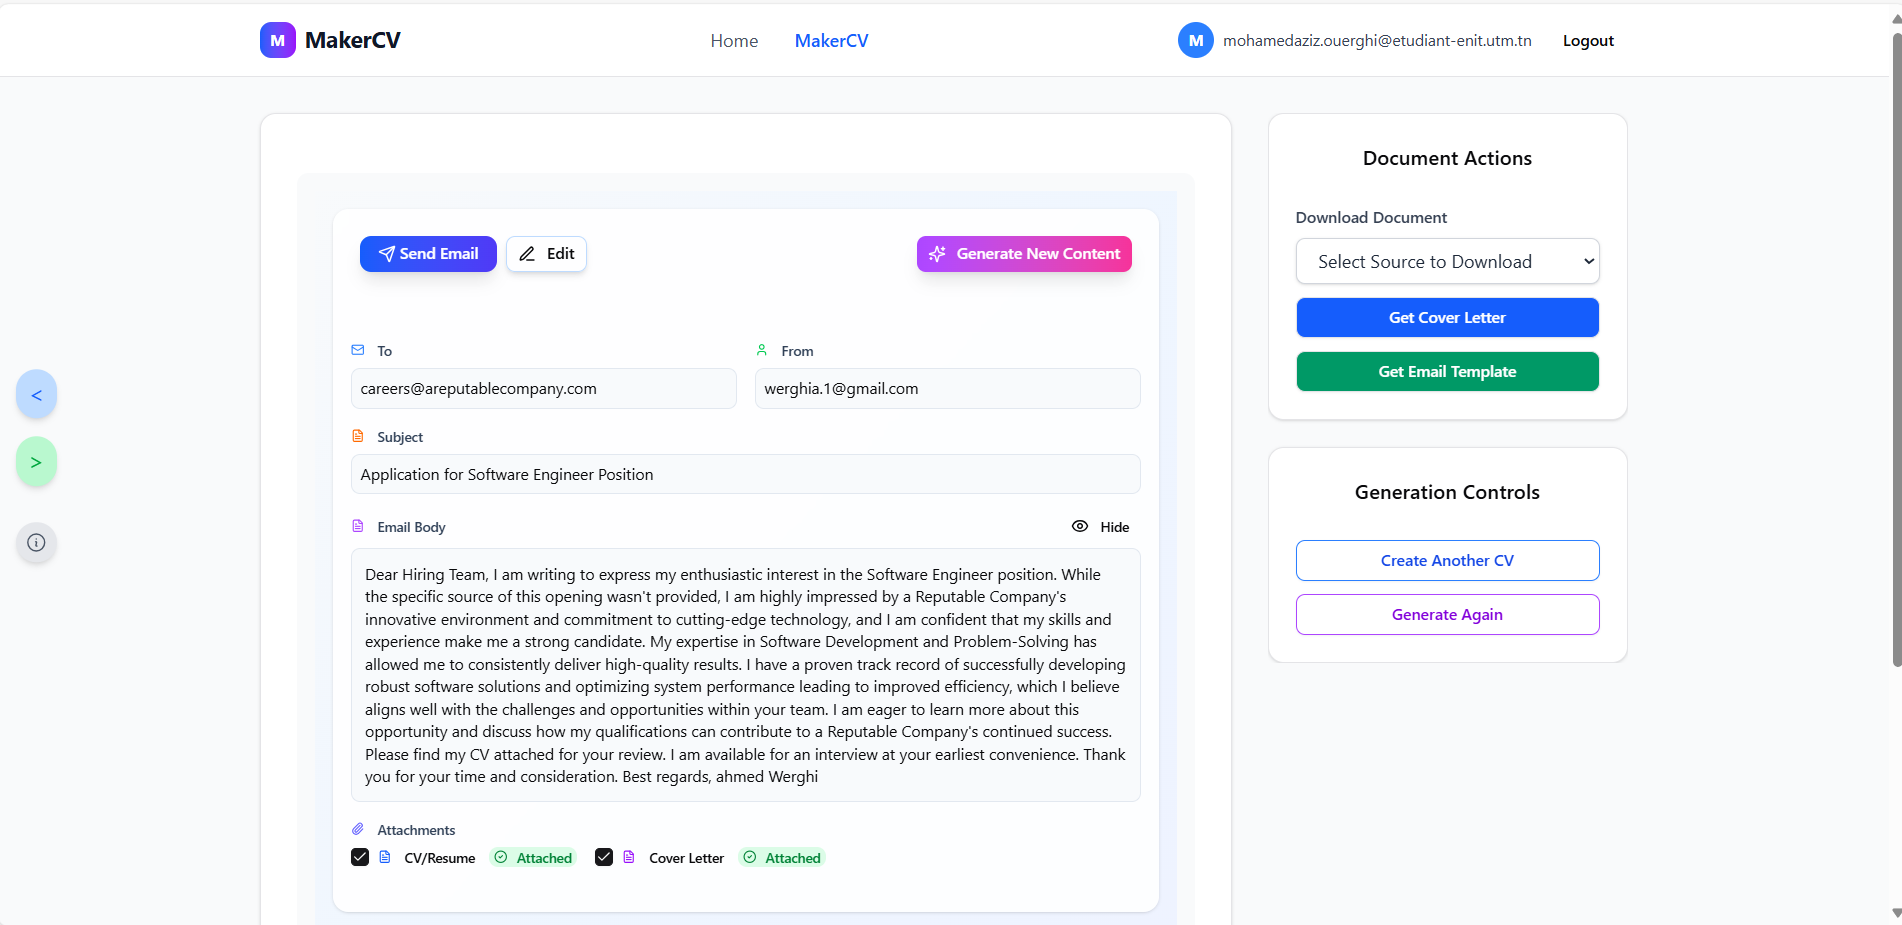 M MakerCV
Home MakerCV
M mohamedaziz.ouerghi@etudiant-enit.utm.tn Logout
Send Email Edit Generate New Content
To
careers@areputablecompany.com
From
werghia.1@gmail.com
Subject
Application for Software Engineer Position
Email Body Hide
Dear Hiring Team, I am writing to express my enthusiastic interest in the Software Engineer position. While
the specific source of this opening wasn't provided, I am highly impressed by a Reputable Company's
innovative environment and commitment to cutting-edge technology, and I am confident that my skills and
experience make me a strong candidate. My expertise in Software Development and Problem-Solving has
allowed me to consistently deliver high-quality results. I have a proven track record of successfully developing
robust software solutions and optimizing system performance leading to improved efficiency, which I believe
aligns well with the challenges and opportunities within your team. I am eager to learn more about this
opportunity and discuss how my qualifications can contribute to a Reputable Company's continued success.
Please find my CV attached for your review. I am available for an interview at your earliest convenience. Thank
you for your time and consideration. Best regards, ahmed Werghi
Attachments
CV/Resume Attached Cover Letter Attached
Document Actions
Download Document
Select Source to Download
Get Cover Letter
Get Email Template
Generation Controls
Create Another CV
Generate Again
<
>